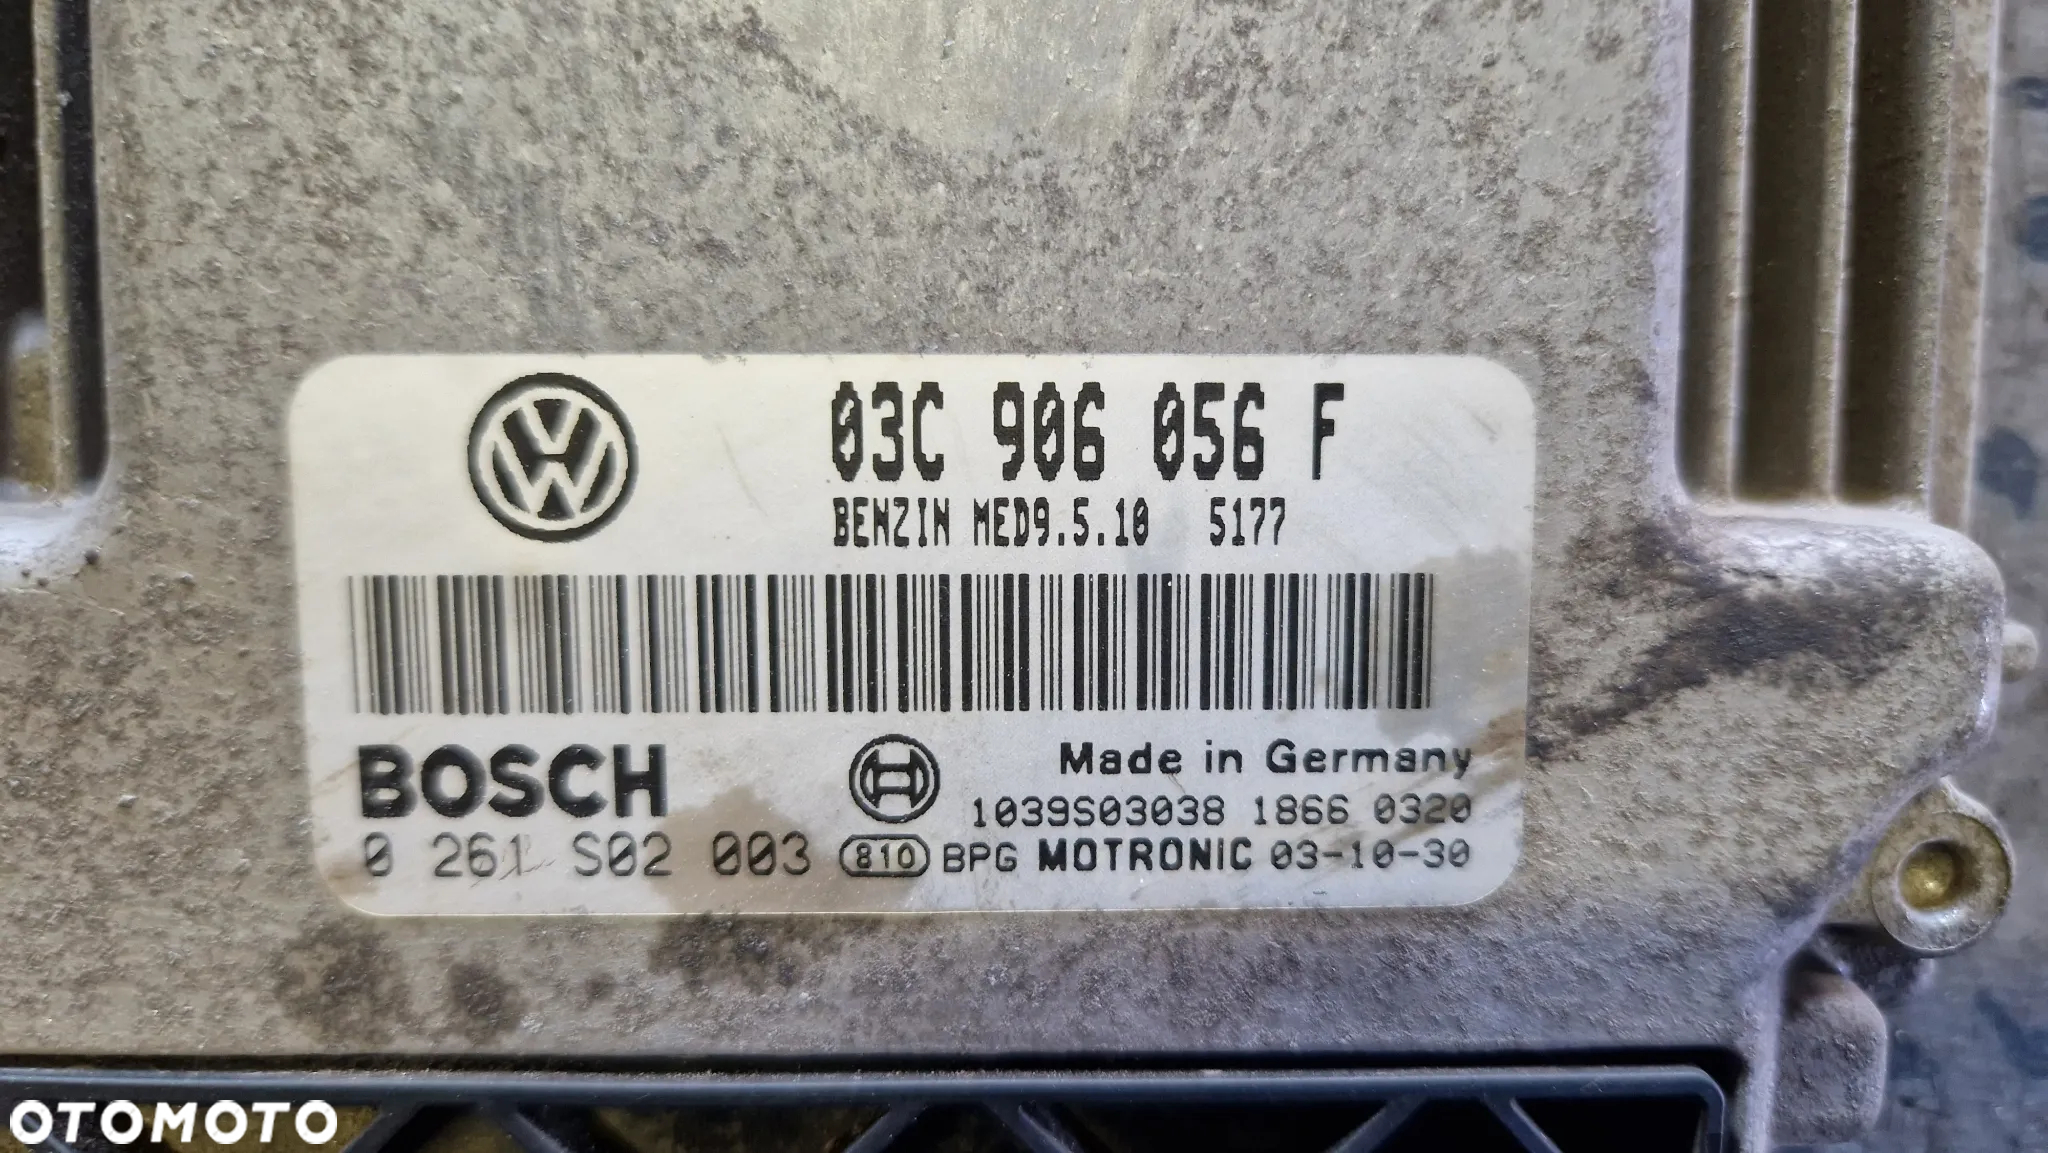 03C 906 056 F
BENZIN MED9.5.10 5177
BOSCH
Made in Germany
1039S03038 1866 0320
0 261 S02 003 810 BPG MOTRONIC 03-10-30
OTOMOTO